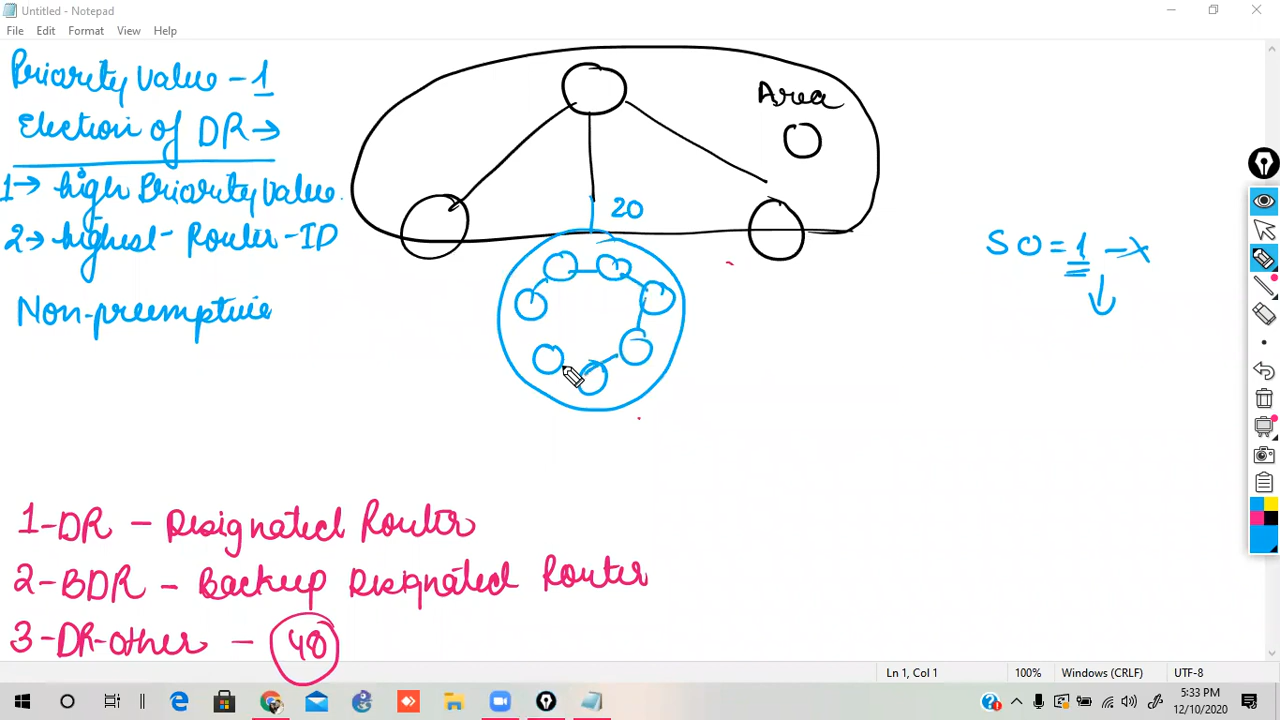 Untitled - Notepad
File Edit Format View Help
Priority Value - 1
Election of DR →
1 → high Priority Value.
2 → highest - Router - ID
Non-preemptive
Area
20
50 = 1 - X
1 - DR - Designated Router
2 - BDR - Backup Designated Router
3 - DR-other - 48
Ln 1, Col 1 100% Windows (CRLF) UTF-8
5:33 PM
12/10/2020